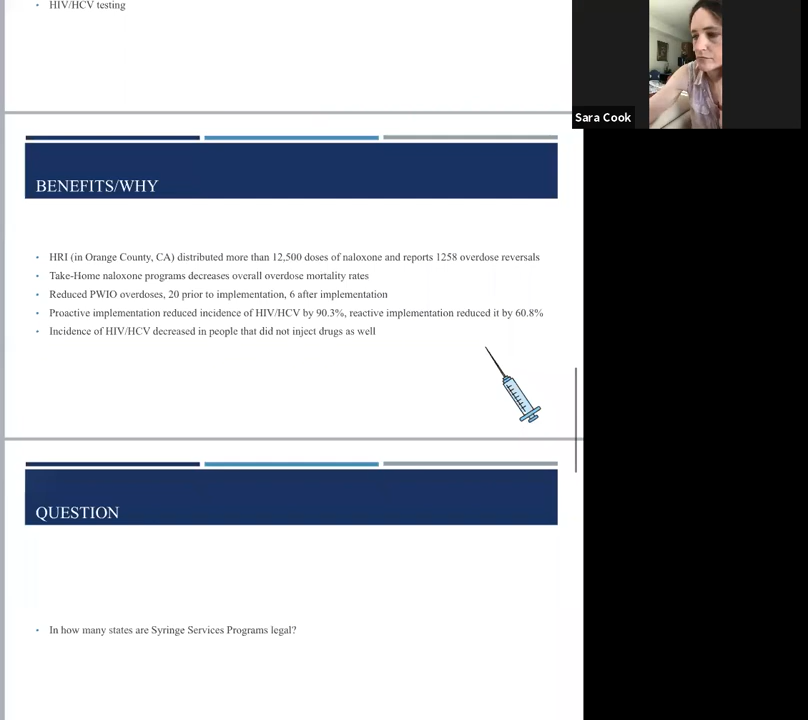 HIV/HCV testing
Sara Cook
BENEFITS/WHY
HRI (in Orange County, CA) distributed more than 12,500 doses of naloxone and reports 1258 overdose reversals
Take-Home naloxone programs decreases overall overdose mortality rates
Reduced PWIO overdoses, 20 prior to implementation, 6 after implementation
Proactive implementation reduced incidence of HIV/HCV by 90.3%, reactive implementation reduced it by 60.8%
Incidence of HIV/HCV decreased in people that did not inject drugs as well
QUESTION
In how many states are Syringe Services Programs legal?